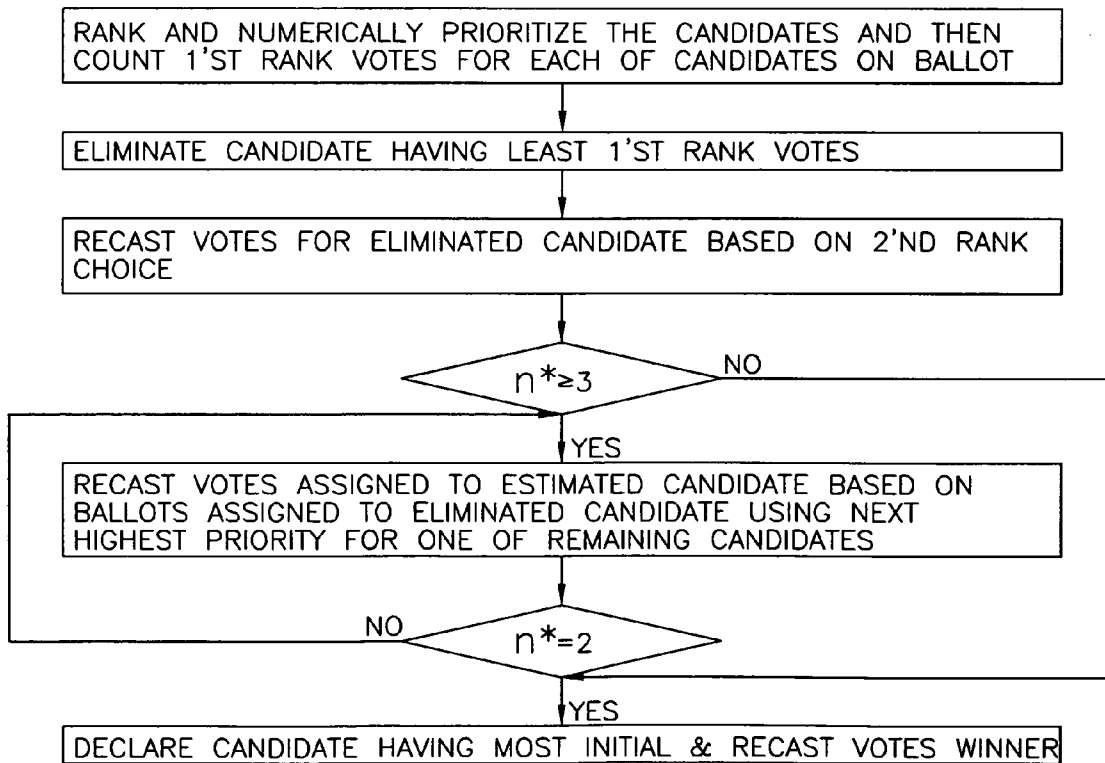 RANK AND NUMERICALLY PRIORITIZE THE CANDIDATES AND THEN
COUNT 1'ST RANK VOTES FOR EACH OF CANDIDATES ON BALLOT
ELIMINATE CANDIDATE HAVING LEAST 1'ST RANK VOTES
RECAST VOTES FOR ELIMINATED CANDIDATE BASED ON 2'ND RANK
CHOICE
n*≥3
NO
YES
RECAST VOTES ASSIGNED TO ESTIMATED CANDIDATE BASED ON
BALLOTS ASSIGNED TO ELIMINATED CANDIDATE USING NEXT
HIGHEST PRIORITY FOR ONE OF REMAINING CANDIDATES
NO
n*=2
YES
DECLARE CANDIDATE HAVING MOST INITIAL & RECAST VOTES WINNER